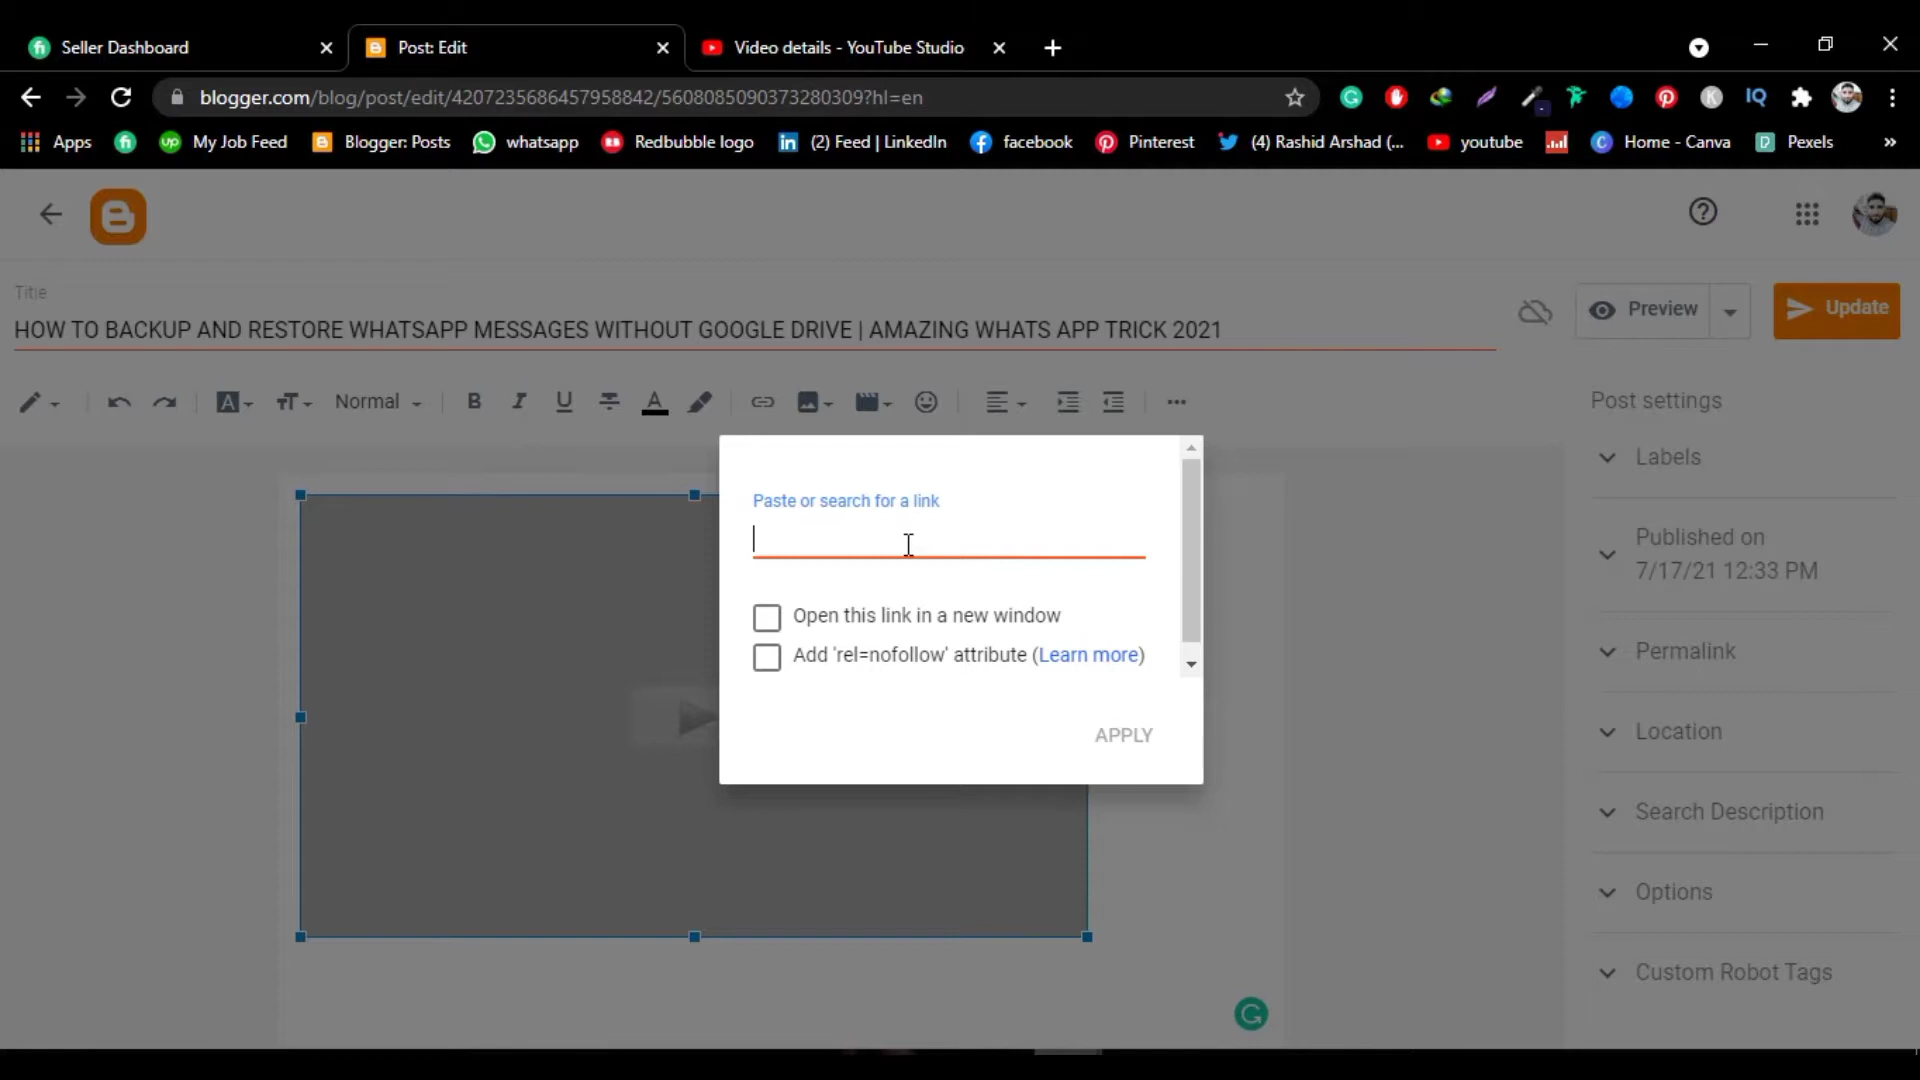 Seller Dashboard
Post: Edit
Video details - YouTube Studio
blogger.com/blog/post/edit/4207235686457958842/5608085090373280309?hl=en
Apps
My Job Feed
Blogger: Posts
whatsapp
Redbubble logo
(2) Feed | LinkedIn
facebook
Pinterest
(4) Rashid Arshad (...
youtube
Home - Canva
Pexels
»
Title
HOW TO BACKUP AND RESTORE WHATSAPP MESSAGES WITHOUT GOOGLE DRIVE | AMAZING WHATS APP TRICK 2021
Preview
Update
Normal
Post settings
Labels
Published on
7/17/21 12:33 PM
Permalink
Location
Search Description
Options
Custom Robot Tags
Paste or search for a link
Open this link in a new window
Add 'rel=nofollow' attribute (Learn more)
APPLY